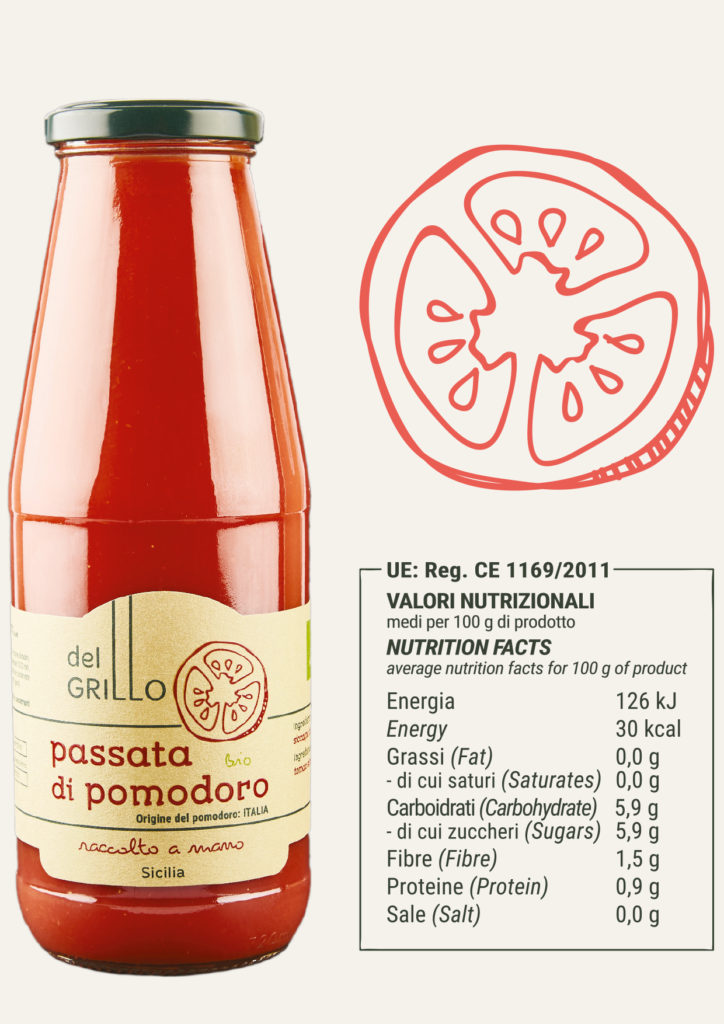 del
GRILLO
passata
Bio
di pomodoro
Origine del pomodoro: ITALIA
raccolto a mano
Sicilia
UE: Reg. CE 1169/2011
VALORI NUTRIZIONALI
medi per 100 g di prodotto
NUTRITION FACTS
average nutrition facts for 100 g of product
Energia 126 kJ
Energy 30 kcal
Grassi (Fat) 0,0 g
- di cui saturi (Saturates) 0,0 g
Carboidrati (Carbohydrate) 5,9 g
- di cui zuccheri (Sugars) 5,9 g
Fibre (Fibre) 1,5 g
Proteine (Protein) 0,9 g
Sale (Salt) 0,0 g